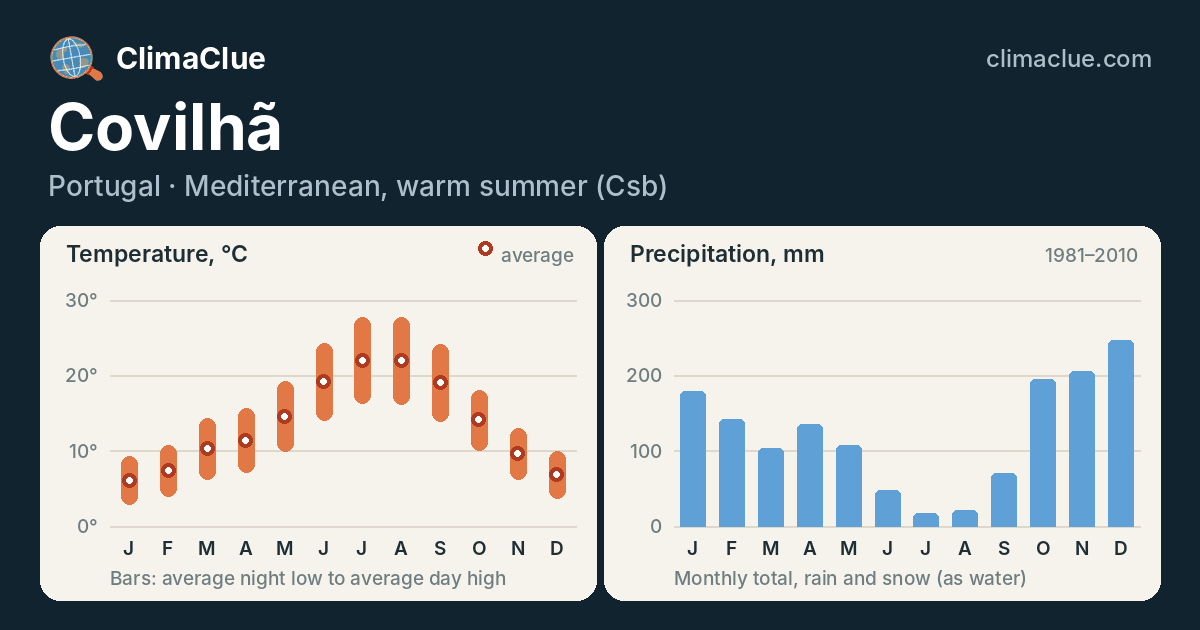 ClimaClue
climaclue.com
Covilhã
Portugal · Mediterranean, warm summer (Csb)
Temperature, °C
average
30°
20°
10°
0°
J F M A M J J A S O N D
Bars: average night low to average day high
Precipitation, mm
1981–2010
300
200
100
0
J F M A M J J A S O N D
Monthly total, rain and snow (as water)